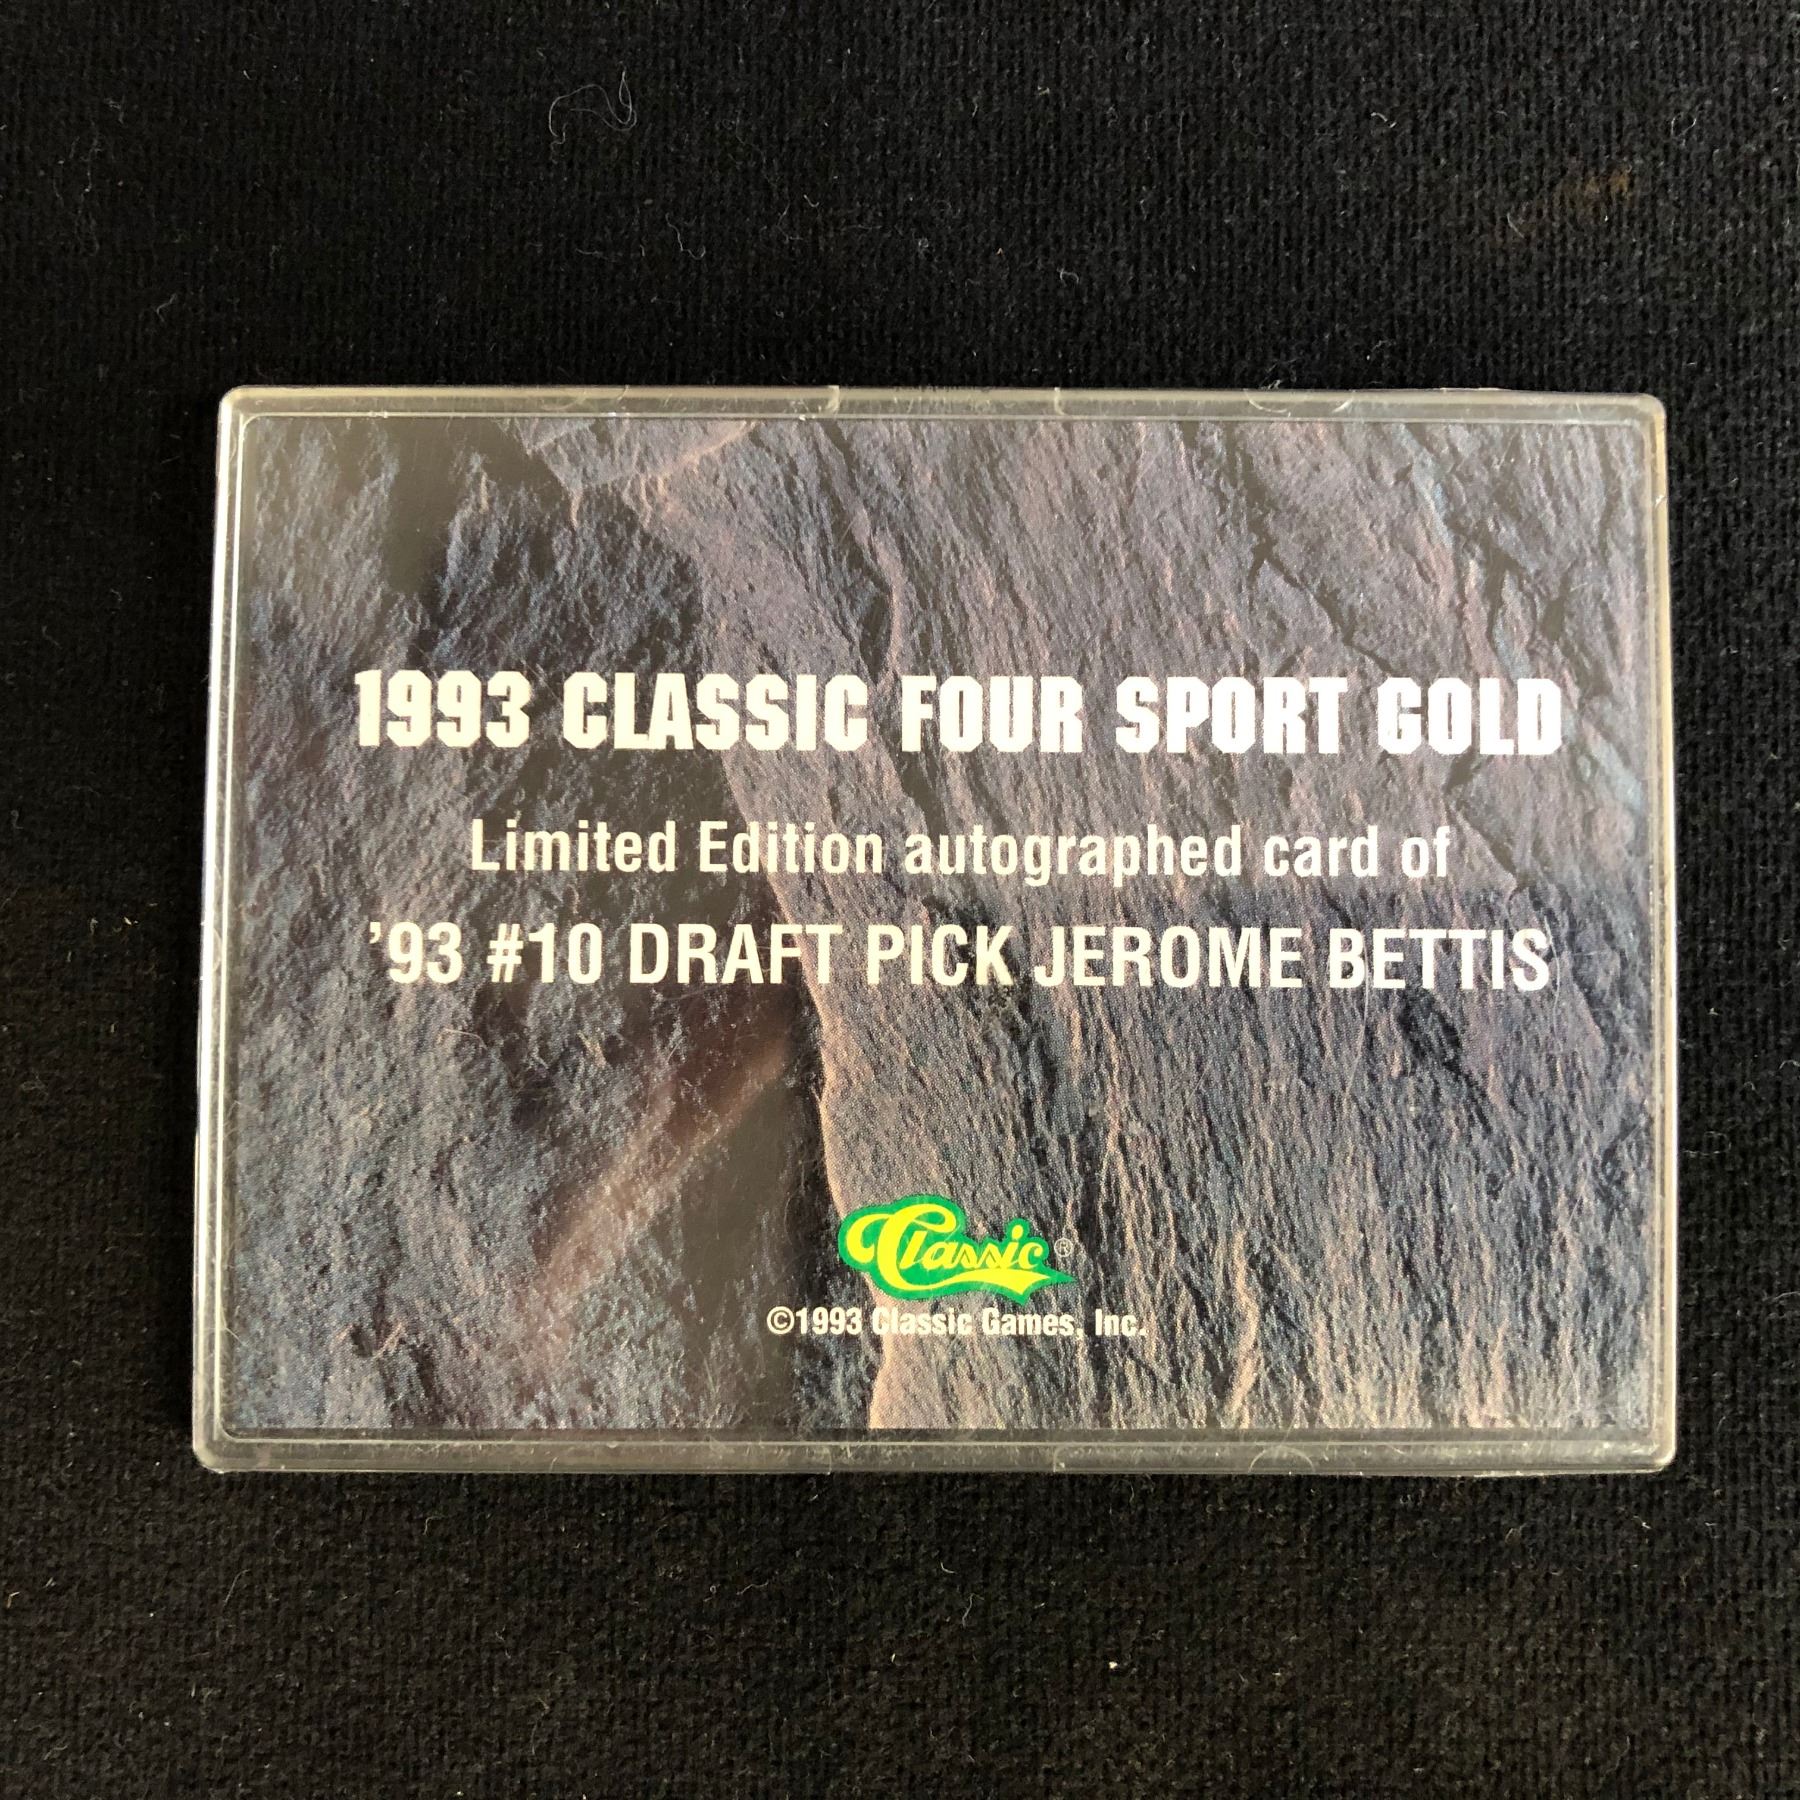 1993 CLASSIC FOUR SPORT GOLD
Limited Edition autographed card of
’93 #10 DRAFT PICK JEROME BETTIS
Classic ®
©1993 Classic Games, Inc.